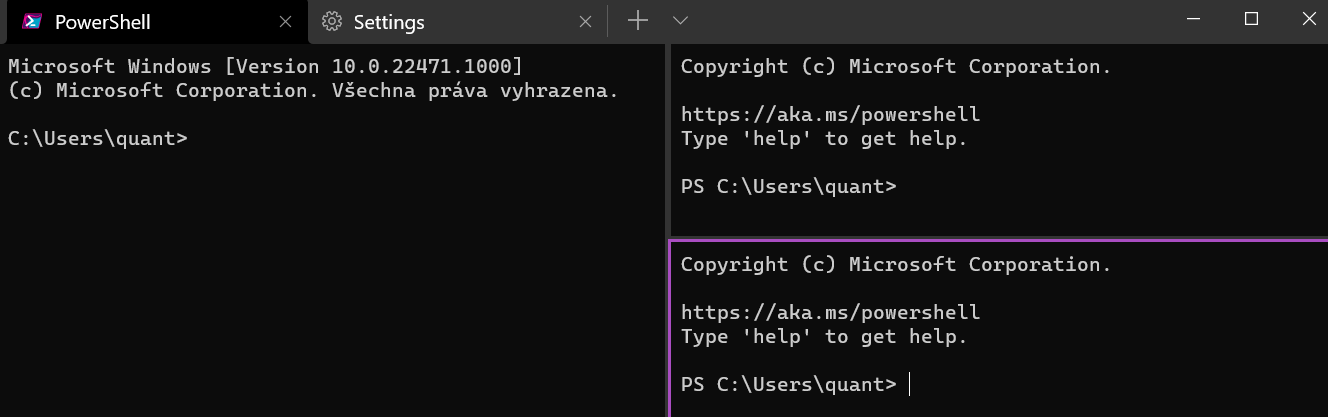 PowerShell
Settings
Microsoft Windows [Version 10.0.22471.1000]
(c) Microsoft Corporation. Všechna práva vyhrazena.
C:\Users\quant>
Copyright (c) Microsoft Corporation.
https://aka.ms/powershell
Type 'help' to get help.
PS C:\Users\quant>
Copyright (c) Microsoft Corporation.
https://aka.ms/powershell
Type 'help' to get help.
PS C:\Users\quant>